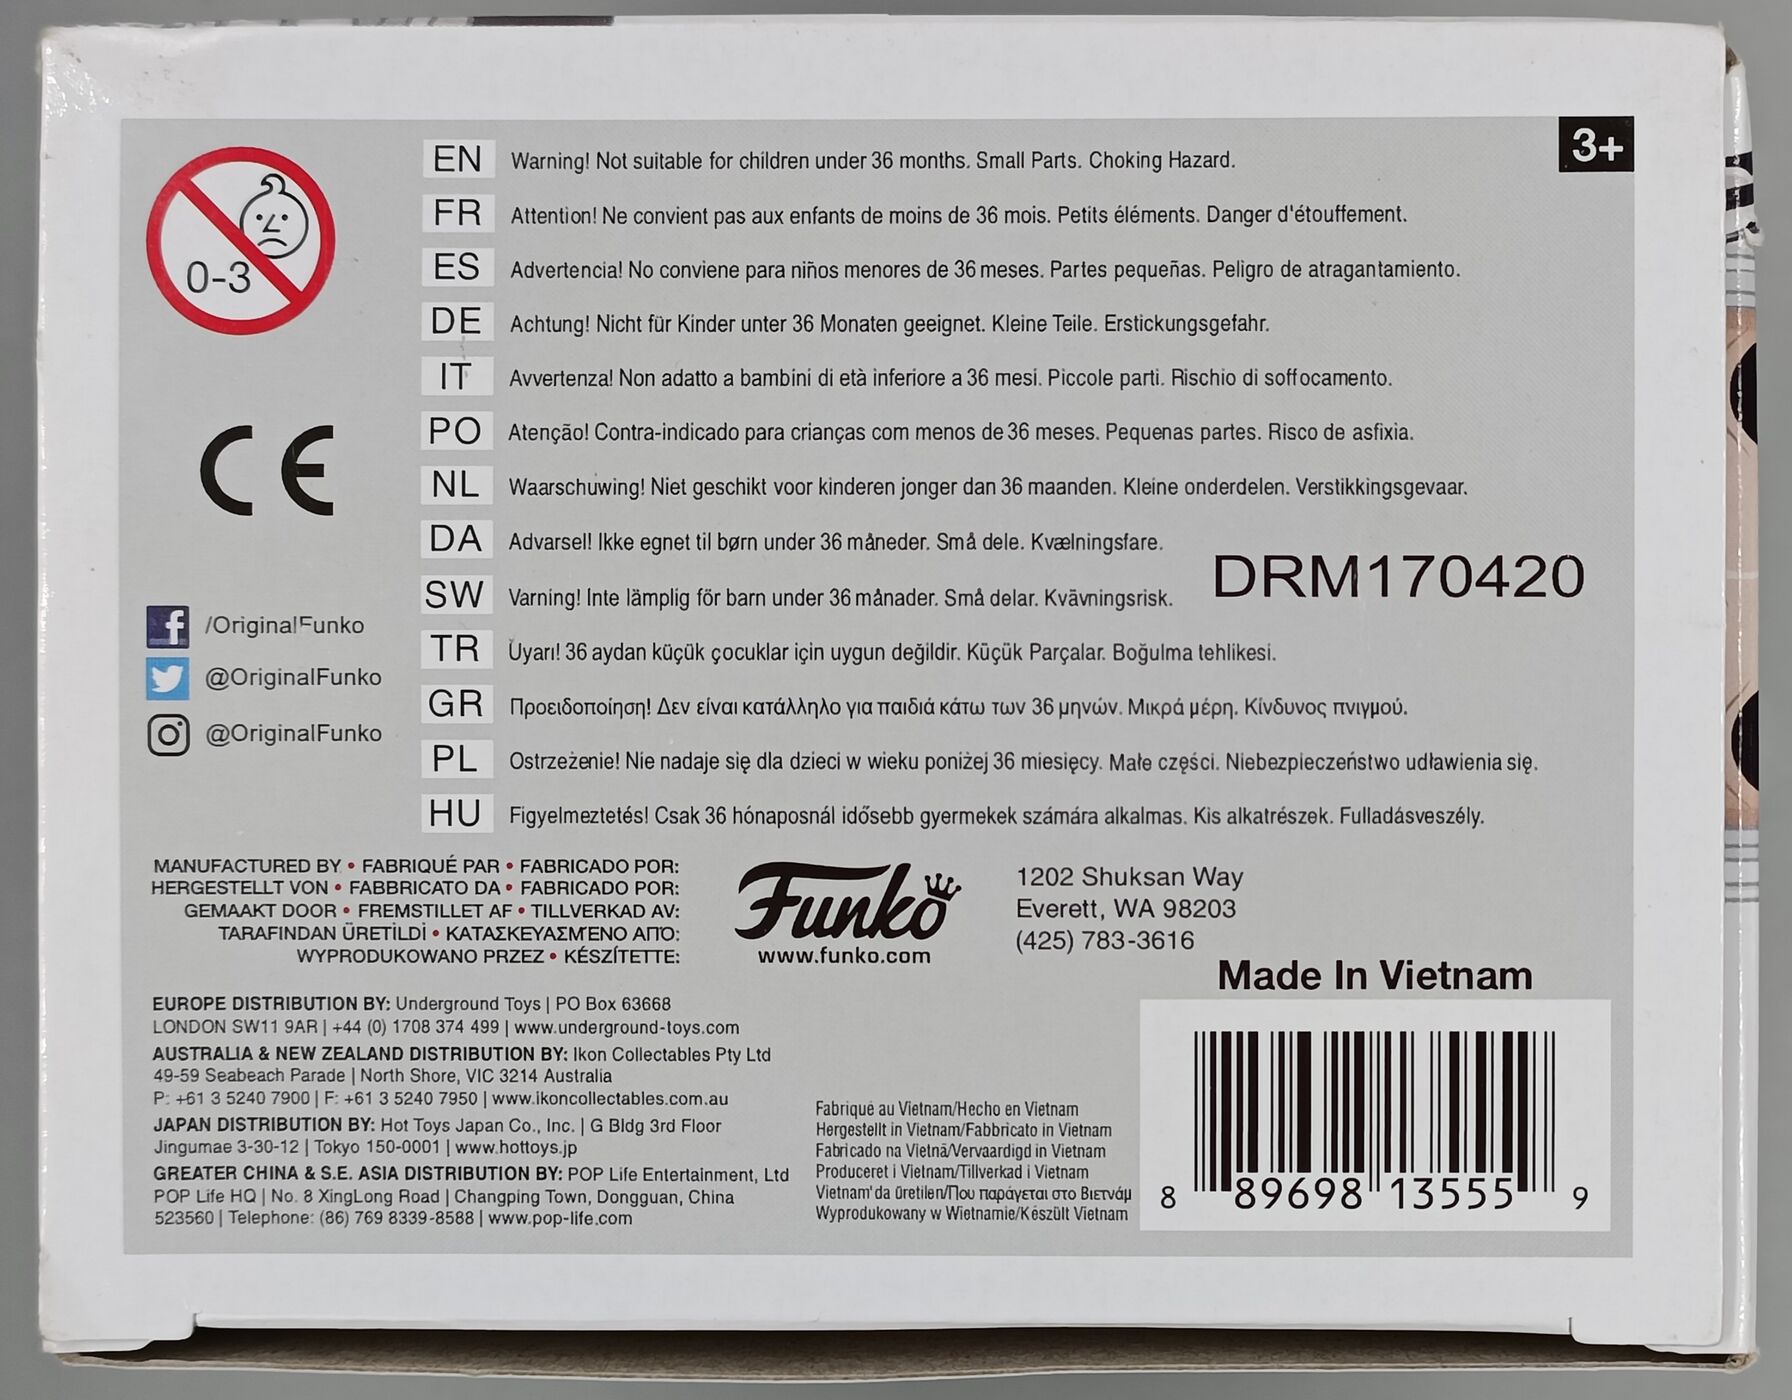 3+
0-3
EN Warning! Not suitable for children under 36 months. Small Parts. Choking Hazard.
FR Attention! Ne convient pas aux enfants de moins de 36 mois. Petits éléments. Danger d'étouffement.
ES Advertencia! No conviene para niños menores de 36 meses. Partes pequeñas. Peligro de atragantamiento.
DE Achtung! Nicht für Kinder unter 36 Monaten geeignet. Kleine Teile. Erstickungsgefahr.
IT Avvertenza! Non adatto a bambini di età inferiore a 36 mesi. Piccole parti. Rischio di soffocamento.
PO Atenção! Contra-indicado para crianças com menos de 36 meses. Pequenas partes. Risco de asfixia.
NL Waarschuwing! Niet geschikt voor kinderen jonger dan 36 maanden. Kleine onderdelen. Verstikkingsgevaar.
DA Advarsel! Ikke egnet til børn under 36 måneder. Små dele. Kvælningsfare.
SW Varning! Inte lämplig för barn under 36 månader. Små delar. Kvävningsrisk.
TR Uyarı! 36 aydan küçük çocuklar için uygun değildir. Küçük Parçalar. Boğulma tehlikesi.
GR Προειδοποίηση! Δεν είναι κατάλληλο για παιδιά κάτω των 36 μηνών. Μικρά μέρη. Κίνδυνος πνιγμού.
PL Ostrzeżenie! Nie nadaje się dla dzieci w wieku poniżej 36 miesięcy. Małe części. Niebezpieczeństwo udławienia się.
HU Figyelmeztetés! Csak 36 hónaposnál idősebb gyermekek számára alkalmas. Kis alkatrészek. Fulladásveszély.
CE
DRM170420
/OriginalFunko
@OriginalFunko
@OriginalFunko
MANUFACTURED BY • FABRIQUÉ PAR • FABRICADO POR:
HERGESTELLT VON • FABBRICATO DA • FABRICADO POR:
GEMAAKT DOOR • FREMSTILLET AF • TILLVERKAD AV:
TARAFINDAN ÜRETİLDİ • ΚΑΤΑΣΚΕΥΑΣΜΈΝΟ ΑΠΌ:
WYPRODUKOWANO PRZEZ • KÉSZÍTETTE:
Funko
www.funko.com
1202 Shuksan Way
Everett, WA 98203
(425) 783-3616
EUROPE DISTRIBUTION BY: Underground Toys | PO Box 63668
LONDON SW11 9AR | +44 (0) 1708 374 499 | www.underground-toys.com
AUSTRALIA & NEW ZEALAND DISTRIBUTION BY: Ikon Collectables Pty Ltd
49-59 Seabeach Parade | North Shore, VIC 3214 Australia
P: +61 3 5240 7900 | F: +61 3 5240 7950 | www.ikoncollectables.com.au
JAPAN DISTRIBUTION BY: Hot Toys Japan Co., Inc. | G Bldg 3rd Floor
Jingumae 3-30-12 | Tokyo 150-0001 | www.hottoys.jp
GREATER CHINA & S.E. ASIA DISTRIBUTION BY: POP Life Entertainment, Ltd
POP Life HQ | No. 8 XingLong Road | Changping Town, Dongguan, China
523560 | Telephone: (86) 769 8339-8588 | www.pop-life.com
Fabriqué au Vietnam/Hecho en Vietnam
Hergestellt in Vietnam/Fabbricato in Vietnam
Fabricado na Vietnã/Vervaardigd in Vietnam
Produceret i Vietnam/Tillverkad i Vietnam
Vietnam'da üretilen/Που παράγεται στο Βιετνάμ
Wyprodukowany w Wietnamie/Készült Vietnam
Made In Vietnam
8 89698 13555 9